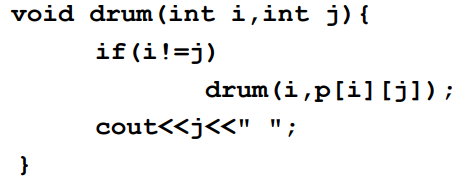 void drum(int i,int j){
if(i!=j)
drum(i,p[i][j]);
cout<<j<<" ";
}